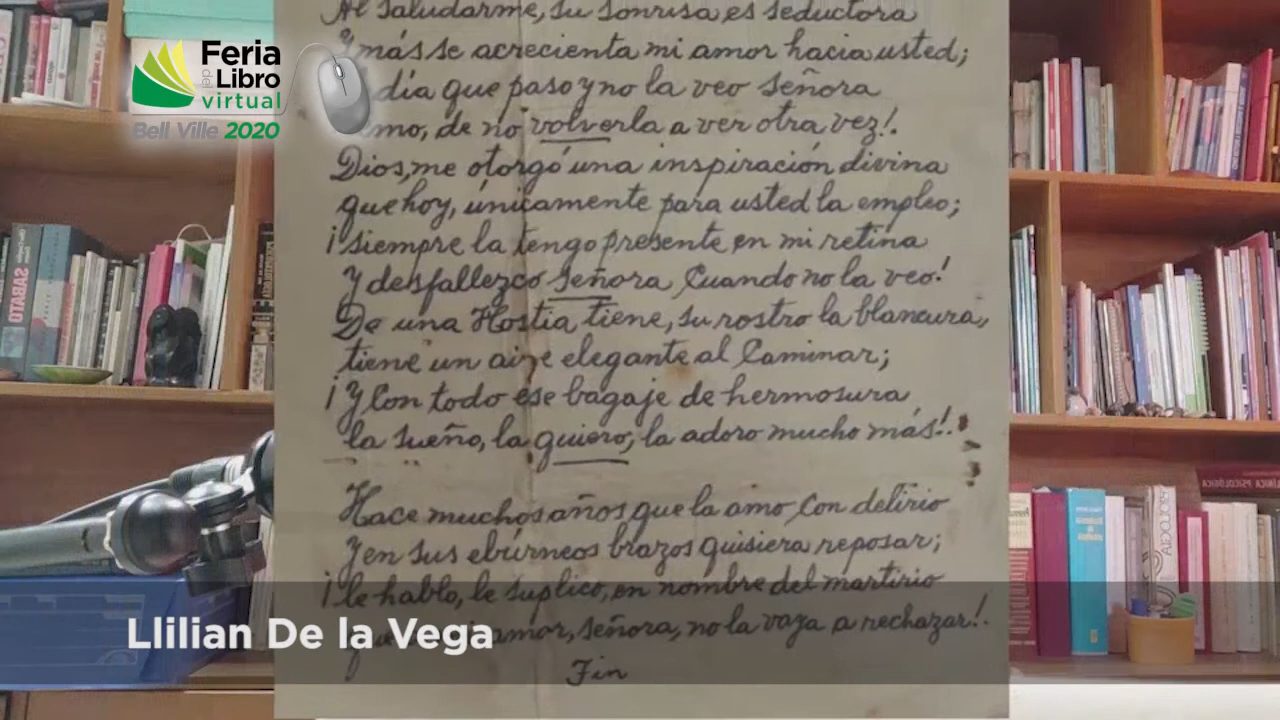 Al saludarme, su sonrisa es seductora
Y más se acrecienta mi amor hacia usted;
día que paso y no la veo señora
de no volverla a ver otra vez!.
Dios, me otorgó una inspiración divina
que hoy, únicamente para usted la empleo;
¡siempre la tengo presente en mi retina
Y desfallezco señora cuando no la veo!
De una Hostia tiene, su rostro la blancura,
tiene un aire elegante al caminar;
¡Y con todo ese bagaje de hermosura
la sueño, la quiero, la adoro mucho más!.
Hace muchos años que la amo con delirio
Y en sus ebúrneos brazos quisiera reposar;
¡le hablo, le suplico, en nombre del martirio
amor, señora, no la vaya a rechazar!.
Fin
Feria
del
Libro
virtual
Bell Ville 2020
Llilian De la Vega
SABATO
CLÍNICA PSICOLÓGICA